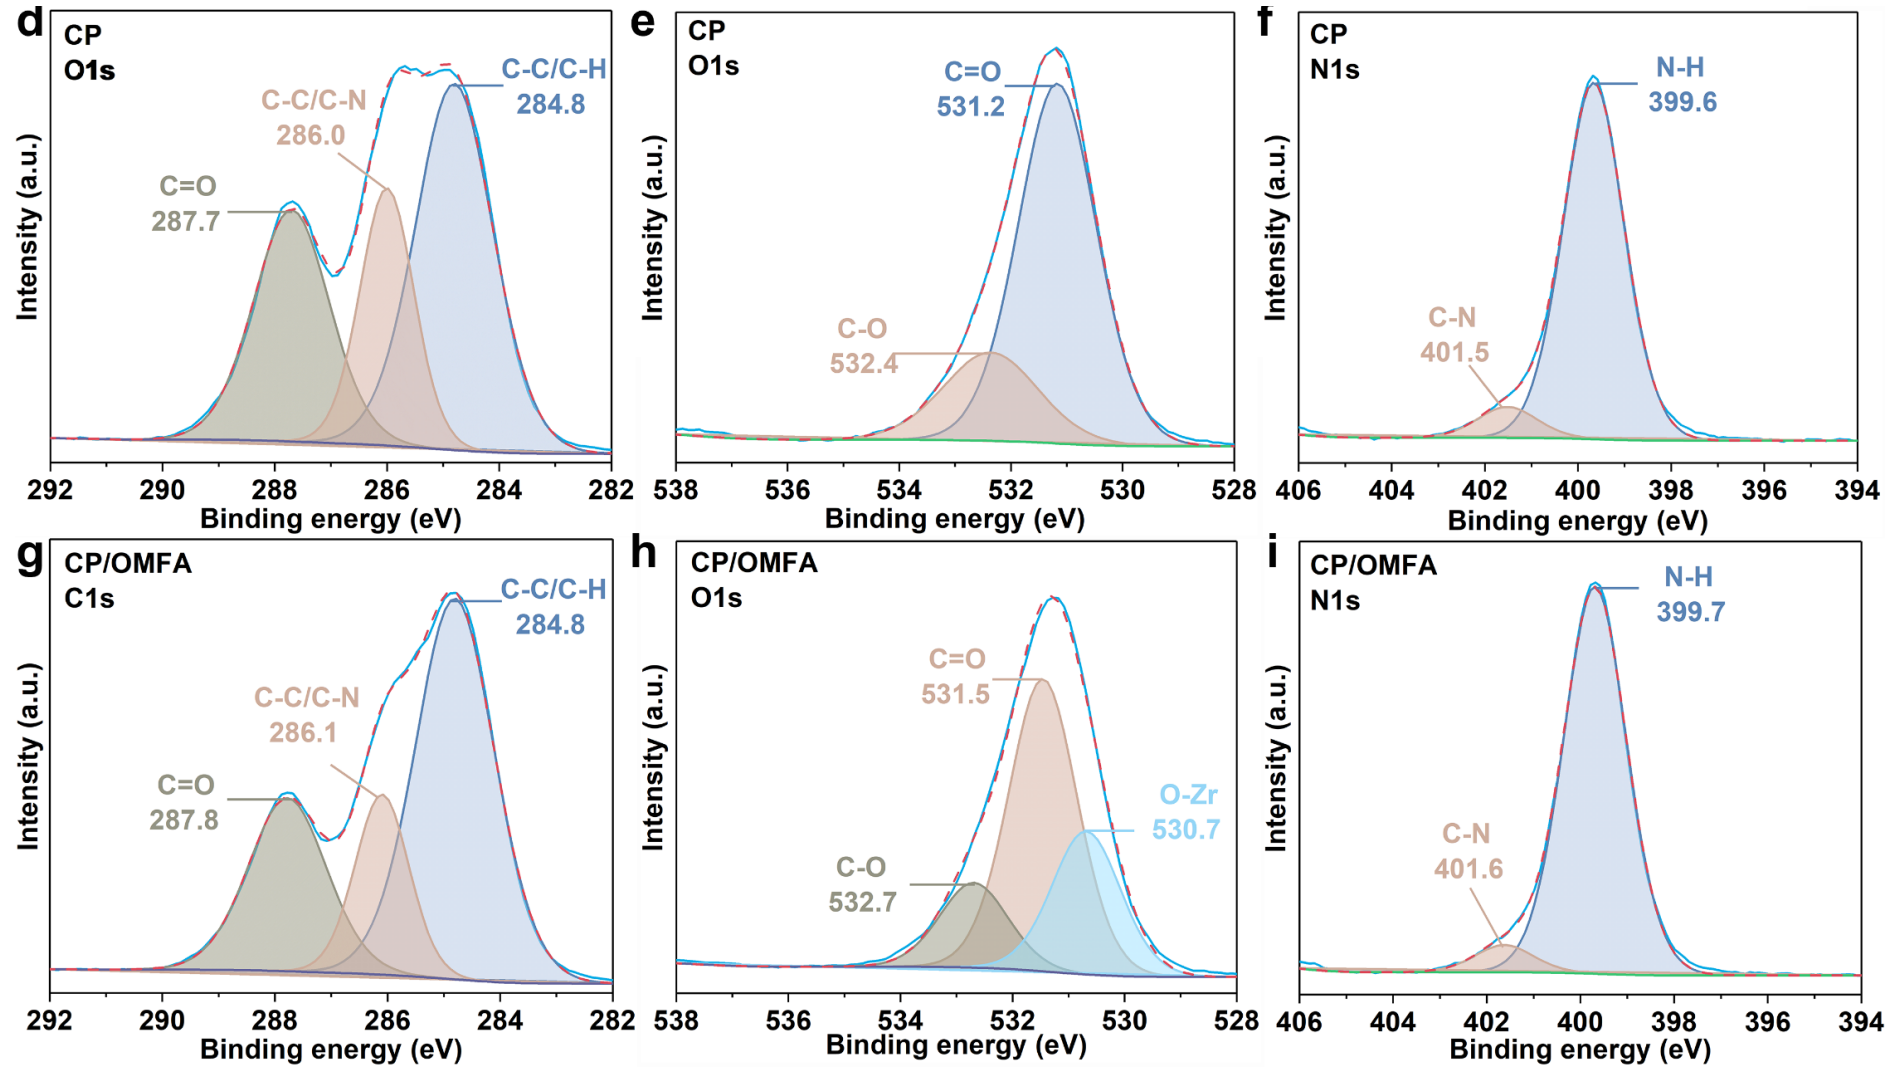 d
CP
O1s
C-C/C-H
284.8
C-C/C-N
286.0
C=O
287.7
Intensity (a.u.)
292 290 288 286 284 282
Binding energy (eV)
e
CP
O1s
C=O
531.2
C-O
532.4
Intensity (a.u.)
538 536 534 532 530 528
Binding energy (eV)
f
CP
N1s
N-H
399.6
C-N
401.5
Intensity (a.u.)
406 404 402 400 398 396 394
Binding energy (eV)
g
CP/OMFA
C1s
C-C/C-H
284.8
C-C/C-N
286.1
C=O
287.8
Intensity (a.u.)
292 290 288 286 284 282
Binding energy (eV)
h
CP/OMFA
O1s
C=O
531.5
O-Zr
530.7
C-O
532.7
Intensity (a.u.)
538 536 534 532 530 528
Binding energy (eV)
i
CP/OMFA
N1s
N-H
399.7
C-N
401.6
Intensity (a.u.)
406 404 402 400 398 396 394
Binding energy (eV)